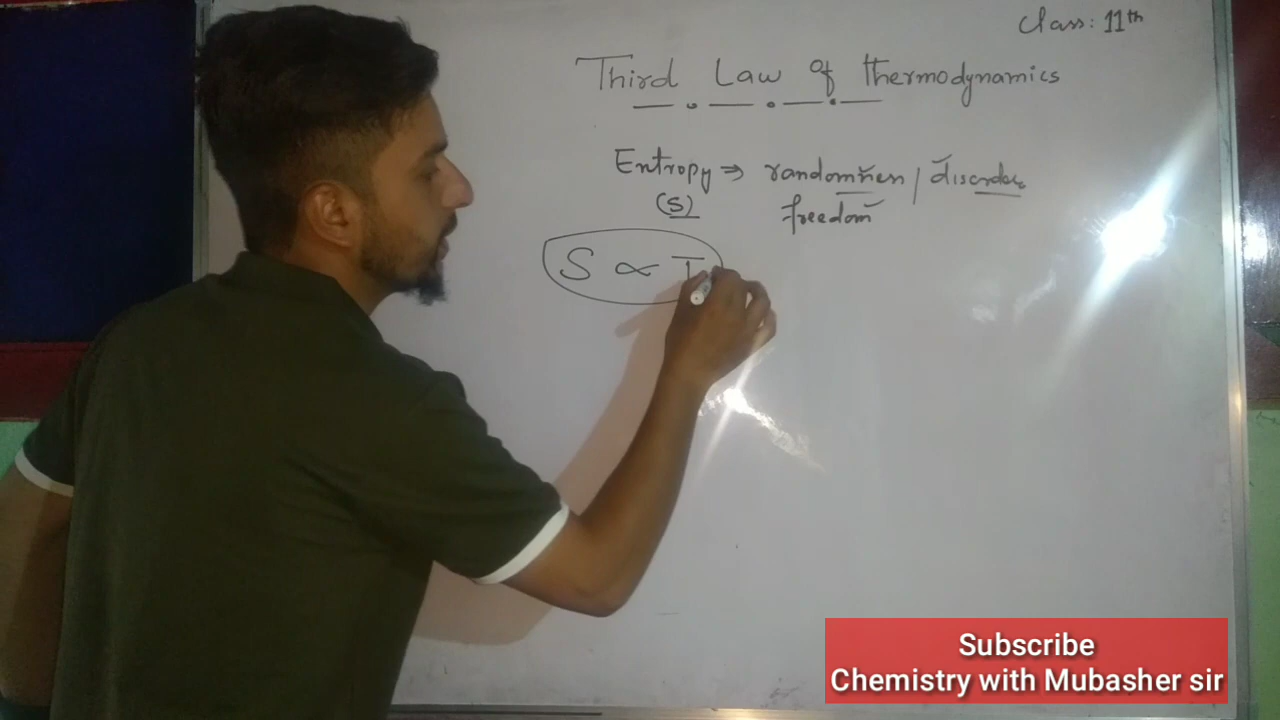 Class: 11th
Third Law of thermodynamics
Entropy ⇒ randomness / disorder
(S) freedom
S ∝ T
Subscribe
Chemistry with Mubasher sir